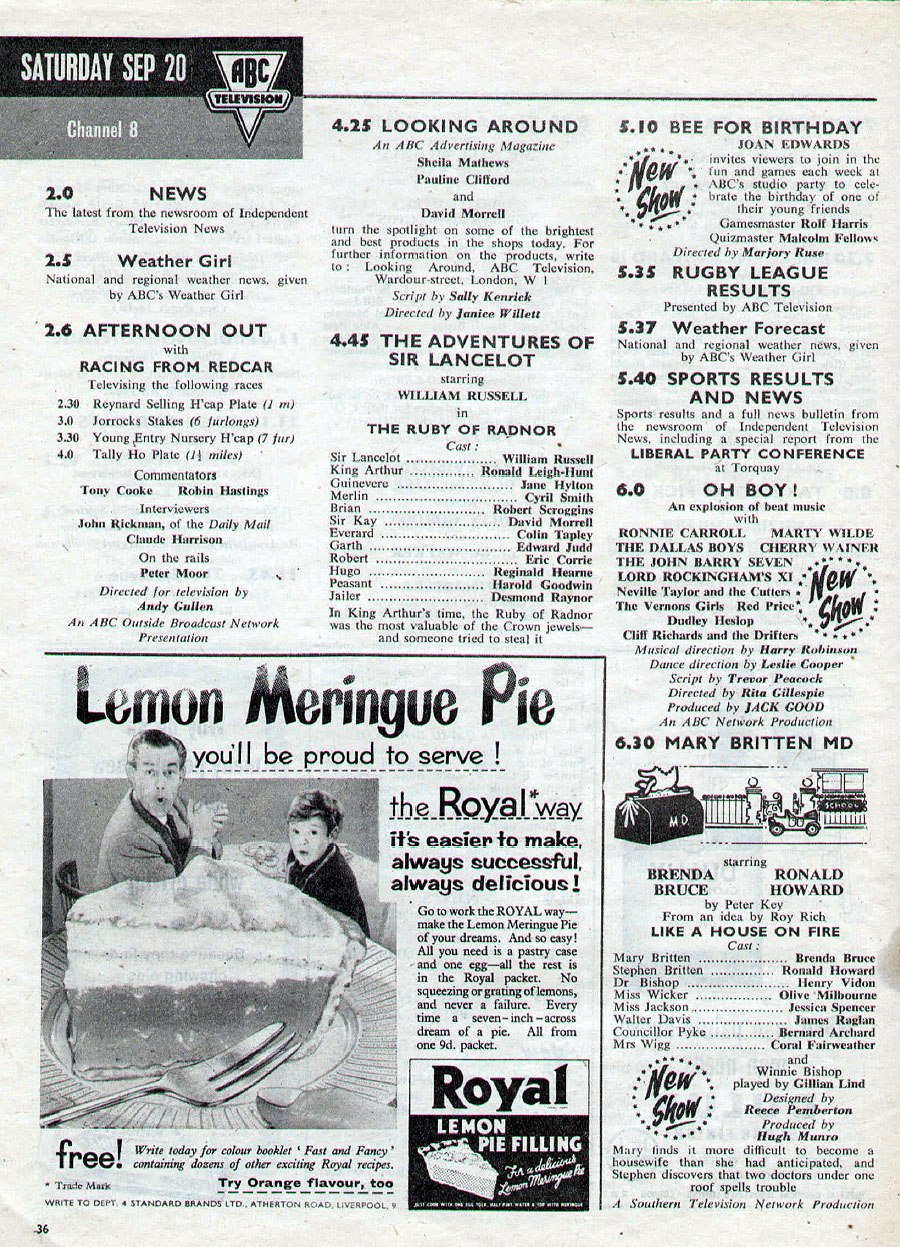 SATURDAY SEP 20
ABC
TELEVISION
Channel 8
2.0 NEWS
The latest from the newsroom of Independent
Television News
2.5 Weather Girl
National and regional weather news, given
by ABC's Weather Girl
2.6 AFTERNOON OUT
with
RACING FROM REDCAR
Televising the following races
2.30 Reynard Selling H'cap Plate (1 m)
3.0 Jorrocks Stakes (6 furlongs)
3.30 Young Entry Nursery H'cap (7 fur)
4.0 Tally Ho Plate (1½ miles)
Commentators
Tony Cooke Robin Hastings
Interviewers
John Rickman, of the Daily Mail
Claude Harrison
On the rails
Peter Moor
Directed for television by
Andy Gullen
An ABC Outside Broadcast Network
Presentation
4.25 LOOKING AROUND
An ABC Advertising Magazine
Sheila Mathews
Pauline Clifford
and
David Morrell
turn the spotlight on some of the brightest
and best products in the shops today. For
further information on the products, write
to : Looking Around, ABC Television,
Wardour-street, London, W 1
Script by Sally Kenrick
Directed by Janice Willett
4.45 THE ADVENTURES OF
SIR LANCELOT
starring
WILLIAM RUSSELL
in
THE RUBY OF RADNOR
Cast :
Sir Lancelot ..................... William Russell
King Arthur ............... Ronald Leigh-Hunt
Guinevere ........................ Jane Hylton
Merlin ........................... Cyril Smith
Brian ........................ Robert Scroggins
Sir Kay ........................ David Morrell
Everard ........................ Colin Tapley
Garth ........................... Edward Judd
Robert ........................... Eric Corrie
Hugo ........................ Reginald Hearne
Peasant ..................... Harold Goodwin
Jailer ........................ Desmond Raynor
In King Arthur's time, the Ruby of Radnor
was the most valuable of the Crown jewels—
and someone tried to steal it
5.10 BEE FOR BIRTHDAY
JOAN EDWARDS
New
Show
invites viewers to join in the
fun and games each week at
ABC's studio party to cele-
brate the birthday of one of
their young friends
Gamesmaster Rolf Harris
Quizmaster Malcolm Fellows
Directed by Marjory Ruse
5.35 RUGBY LEAGUE
RESULTS
Presented by ABC Television
5.37 Weather Forecast
National and regional weather news, given
by ABC's Weather Girl
5.40 SPORTS RESULTS
AND NEWS
Sports results and a full news bulletin from
the newsroom of Independent Television
News, including a special report from the
LIBERAL PARTY CONFERENCE
at Torquay
6.0 OH BOY!
An explosion of beat music
with
RONNIE CARROLL MARTY WILDE
THE DALLAS BOYS CHERRY WAINER
THE JOHN BARRY SEVEN
LORD ROCKINGHAM'S XI
Neville Taylor and the Cutters
The Vernons Girls Red Price
Dudley Heslop
Cliff Richards and the Drifters
New
Show
Musical direction by Harry Robinson
Dance direction by Leslie Cooper
Script by Trevor Peacock
Directed by Rita Gillespie
Produced by JACK GOOD
An ABC Network Production
6.30 MARY BRITTEN MD
MD
SCHOOL
starring
BRENDA RONALD
BRUCE HOWARD
by Peter Key
From an idea by Roy Rich
LIKE A HOUSE ON FIRE
Cast :
Mary Britten ..................... Brenda Bruce
Stephen Britten ............... Ronald Howard
Dr Bishop ........................ Henry Vidon
Miss Wicker .................. Olive Milbourne
Miss Jackson .................. Jessica Spencer
Walter Davis ..................... James Raglan
Councillor Pyke ............ Bernard Archard
Mrs Wigg .................. Coral Fairweather
and
Winnie Bishop
played by Gillian Lind
New
Show
Designed by
Reece Pemberton
Produced by
Hugh Munro
Mary finds it more difficult to become a
housewife than she had anticipated, and
Stephen discovers that two doctors under one
roof spells trouble
A Southern Television Network Production
Lemon Meringue Pie
you'll be proud to serve !
the Royal* way
it's easier to make,
always successful,
always delicious!
Go to work the ROYAL way—
make the Lemon Meringue Pie
of your dreams. And so easy!
All you need is a pastry case
and one egg—all the rest is
in the Royal packet. No
squeezing or grating of lemons,
and never a failure. Every
time a seven-inch-across
dream of a pie. All from
one 9d. packet.
Royal
LEMON
PIE FILLING
For a delicious
Lemon Meringue Pie
JUST COOK WITH ONE EGG YOLK, HALF PINT WATER & TOP WITH MERINGUE
free! Write today for colour booklet ' Fast and Fancy '
containing dozens of other exciting Royal recipes.
* Trade Mark Try Orange flavour, too
WRITE TO DEPT. 4 STANDARD BRANDS LTD., ATHERTON ROAD, LIVERPOOL, 9
36